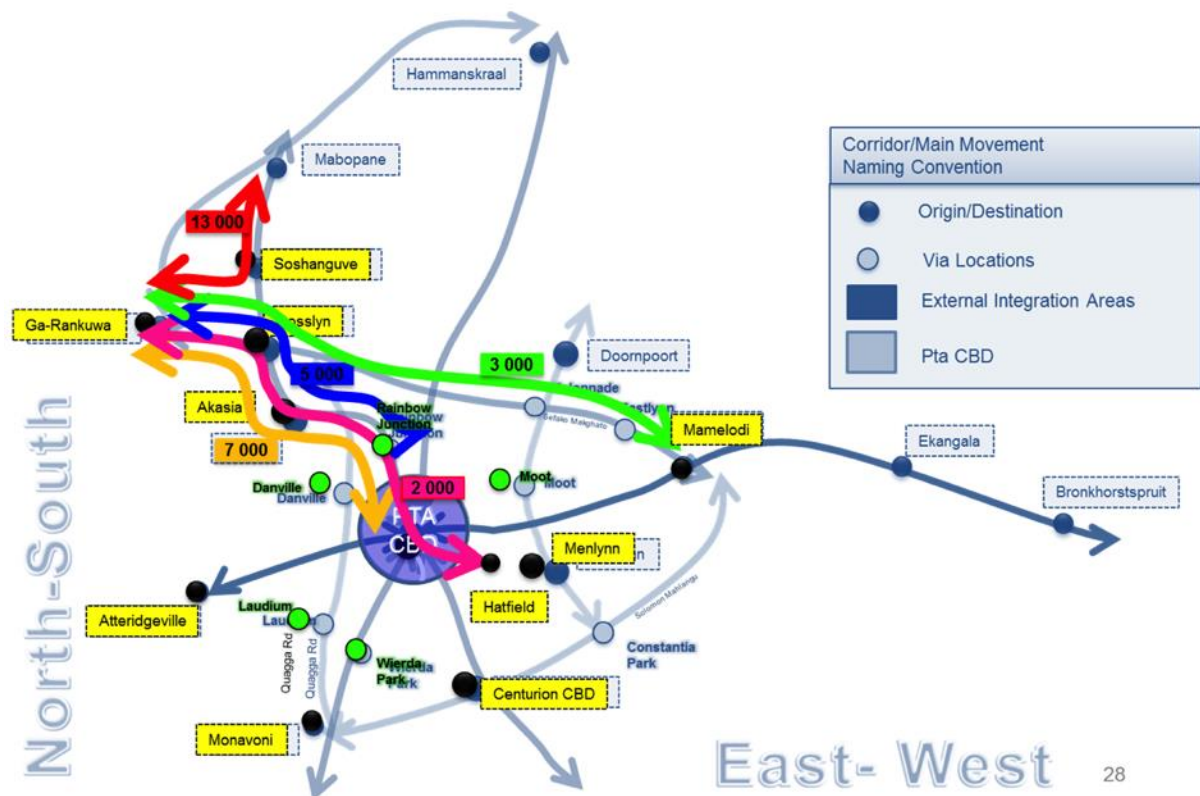 Hammanskraal
Mabopane
13 000
Soshanguve
Ga-Rankuwa
osslyn
5 000
3 000
Doornpoort
Akasia
7 000
Rainbow
Junction
Sefako Makghato
Mamelodi
Ekangala
Bronkhorstspruit
Danville
Danville
2 000
Moot
Moot
PTA
CBD
Menlynn
Hatfield
Atteridgeville
Laudium
Quagga Rd
Quagga Rd
Wierda
Park
Solomon Mahlangu
Constantia
Park
Centurion CBD
Monavoni
Corridor/Main Movement
Naming Convention
Origin/Destination
Via Locations
External Integration Areas
Pta CBD
North-South
East- West
28